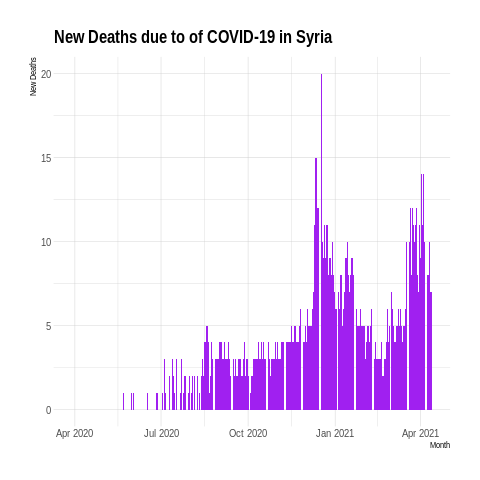 New Deaths due to of COVID-19 in Syria
New Deaths
20
15
10
5
0
Apr 2020 Jul 2020 Oct 2020 Jan 2021 Apr 2021
Month